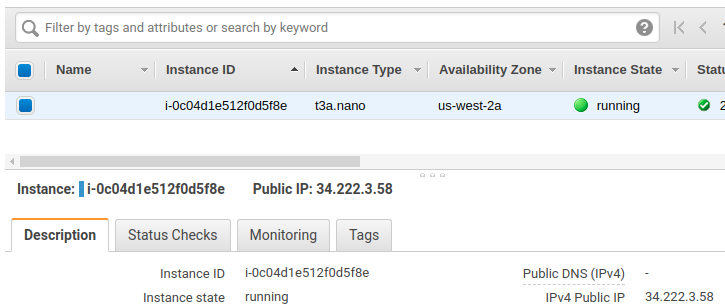 Filter by tags and attributes or search by keyword
Name Instance ID Instance Type Availability Zone Instance State
i-0c04d1e512f0d5f8e t3a.nano us-west-2a running 2
Instance: i-0c04d1e512f0d5f8e Public IP: 34.222.3.58
Description Status Checks Monitoring Tags
Instance ID i-0c04d1e512f0d5f8e Public DNS (IPv4) -
Instance state running IPv4 Public IP 34.222.3.58